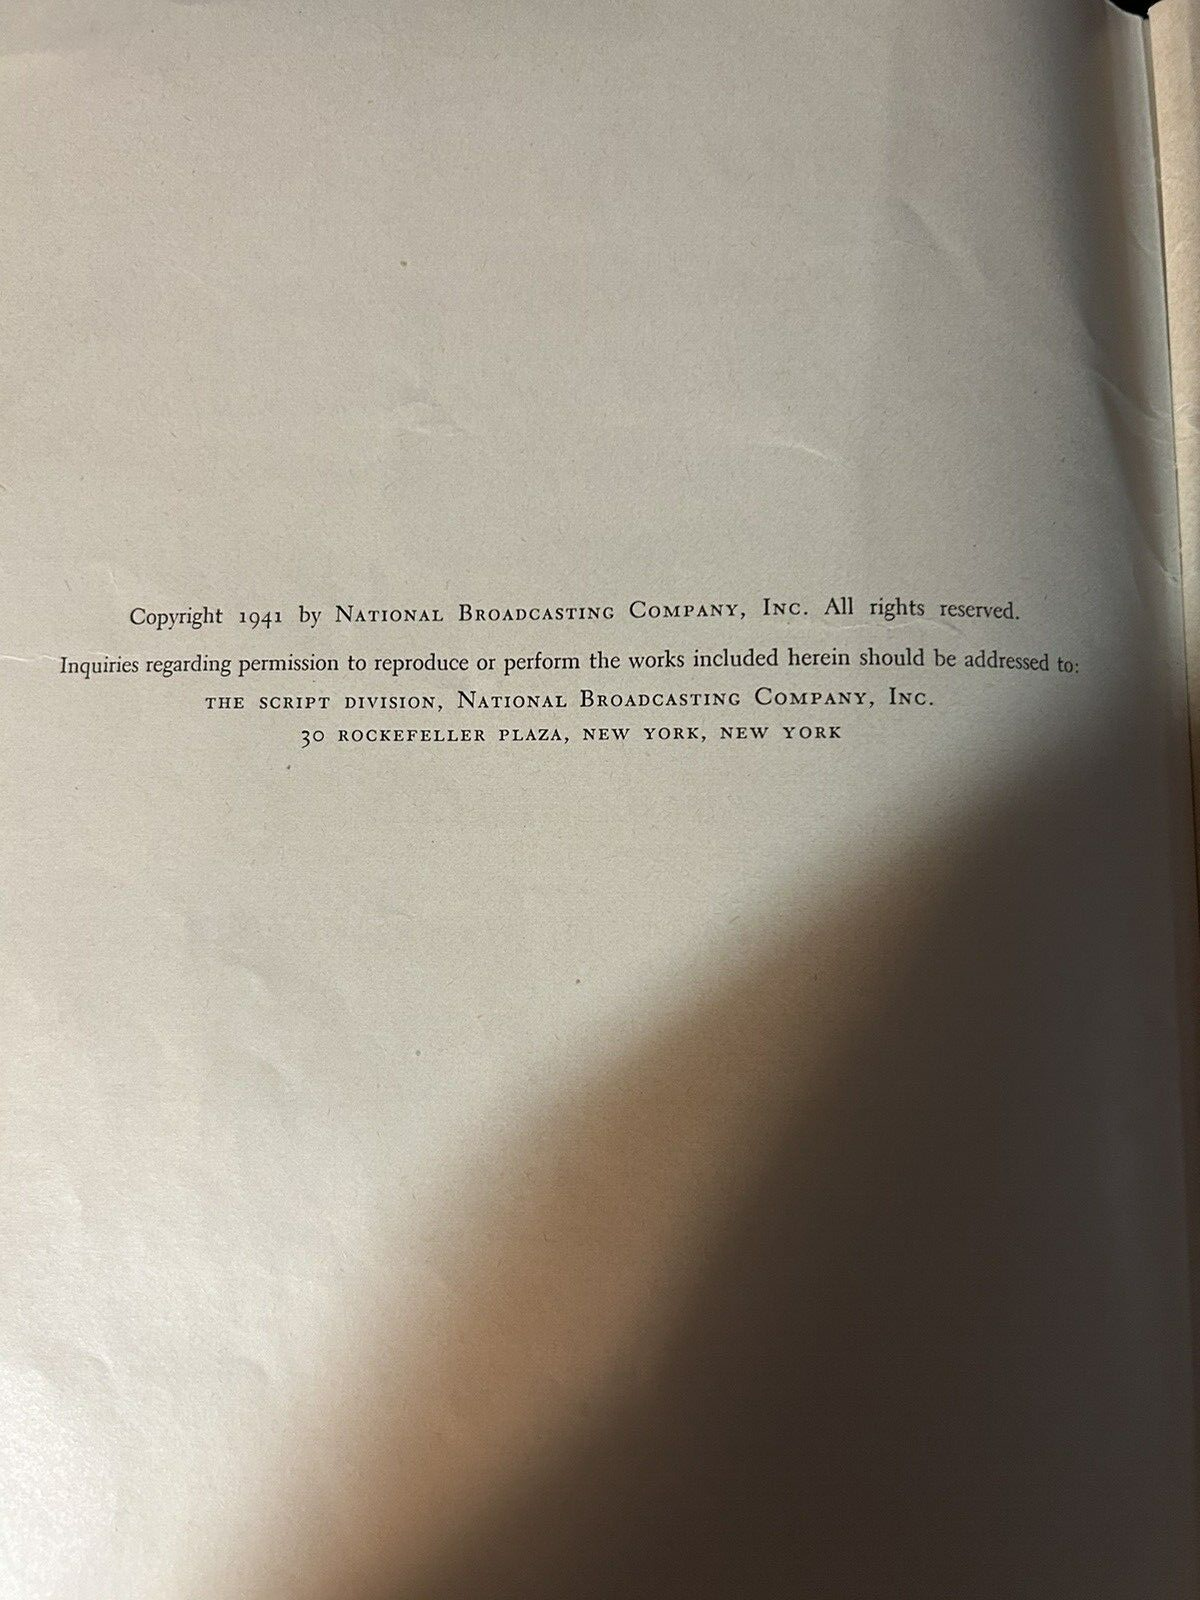 Copyright 1941 by NATIONAL BROADCASTING COMPANY, INC. All rights reserved.
Inquiries regarding permission to reproduce or perform the works included herein should be addressed to:
THE SCRIPT DIVISION, NATIONAL BROADCASTING COMPANY, INC.
30 ROCKEFELLER PLAZA, NEW YORK, NEW YORK